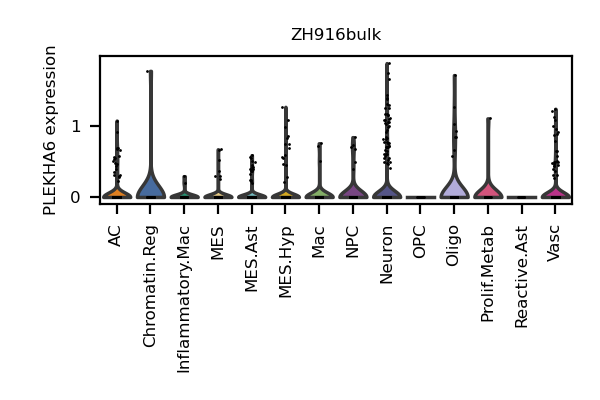 ZH916bulk
PLEKHA6 expression
1
0
AC
Chromatin.Reg
Inflammatory.Mac
MES
MES.Ast
MES.Hyp
Mac
NPC
Neuron
OPC
Oligo
Prolif.Metab
Reactive.Ast
Vasc